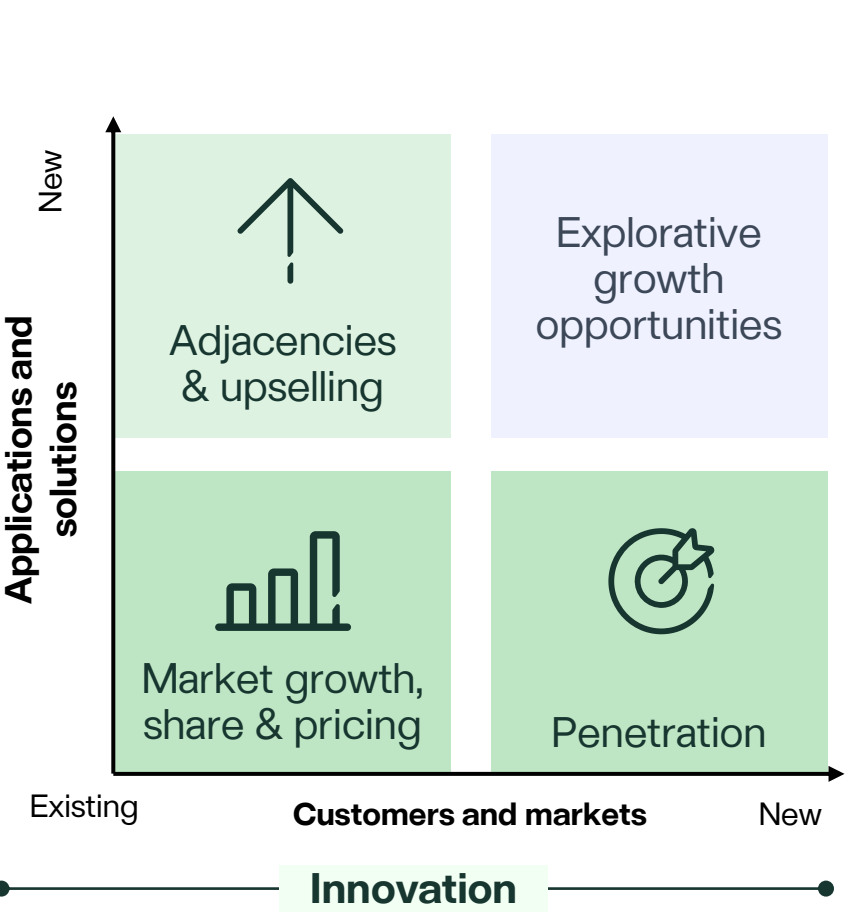 New
Applications and
solutions
Adjacencies
& upselling
Explorative
growth
opportunities
Market growth,
share & pricing
Penetration
Existing
Customers and markets
New
Innovation